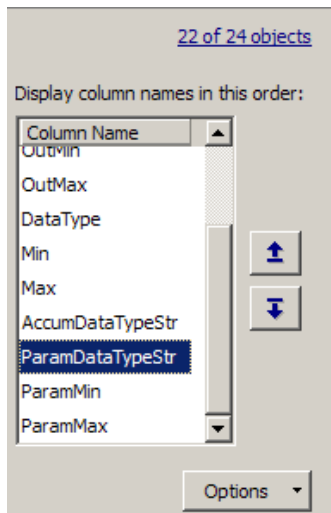 22 of 24 objects
Display column names in this order:
Column Name
OutMin
OutMax
DataType
Min
Max
AccumDataTypeStr
ParamDataTypeStr
ParamMin
ParamMax
Options